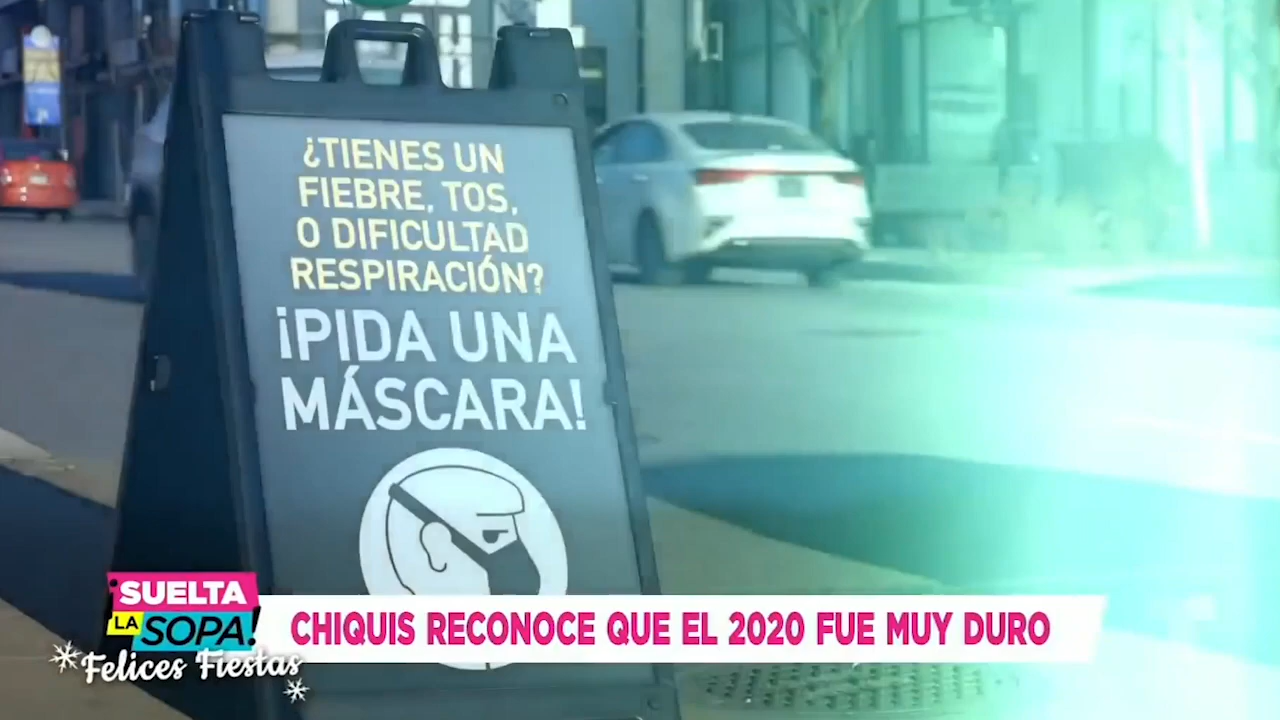 ¿TIENES UN
FIEBRE, TOS,
O DIFICULTAD
RESPIRACIÓN?
¡PIDA UNA
MÁSCARA!
¡SUELTA
LA SOPA!
Felices Fiestas
CHIQUIS RECONOCE QUE EL 2020 FUE MUY DURO